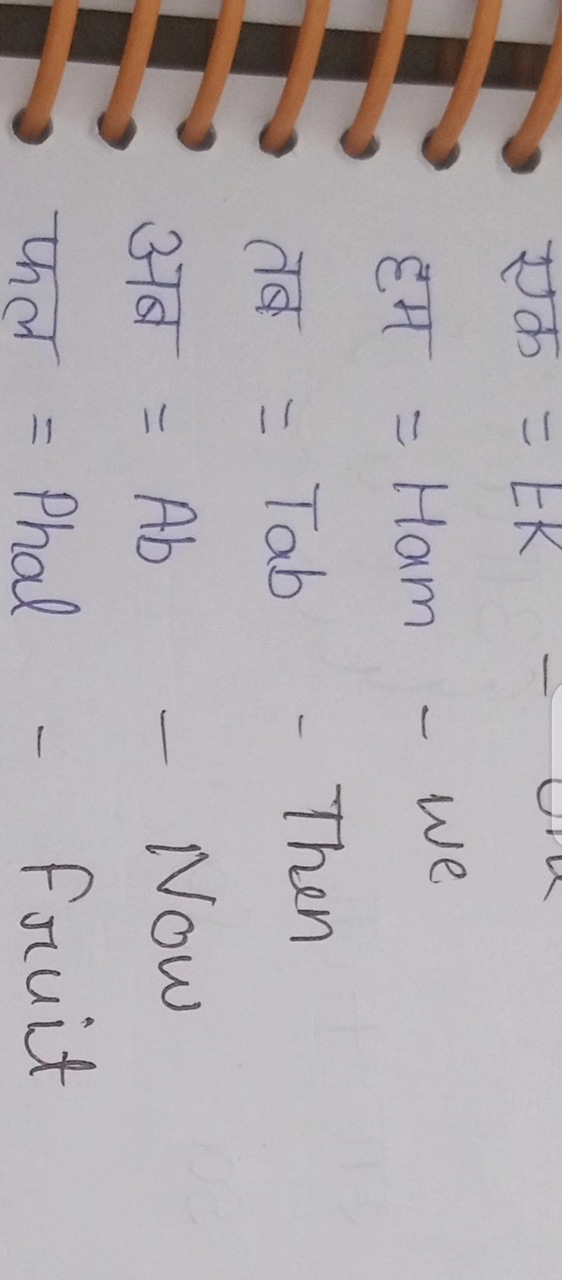 एक = EK -
हम = Ham - we
तब = Tab - Then
अब = Ab - Now
फल = Phal - Fruit